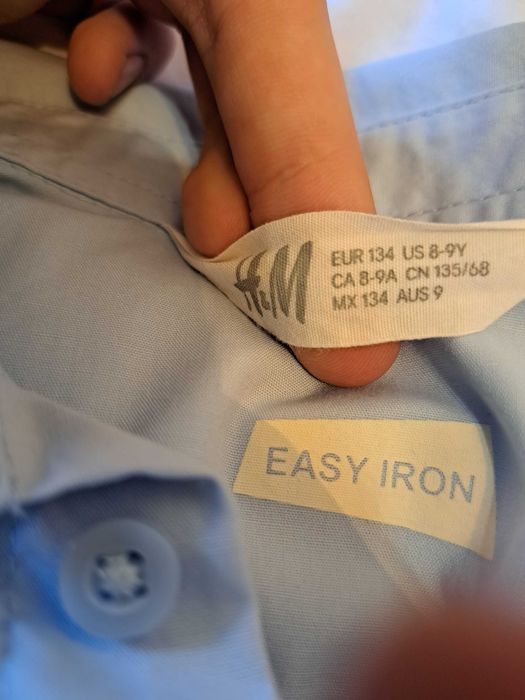 H&M
EUR 134 US 8-9Y
CA 8-9A CN 135/68
MX 134 AUS 9
EASY IRON